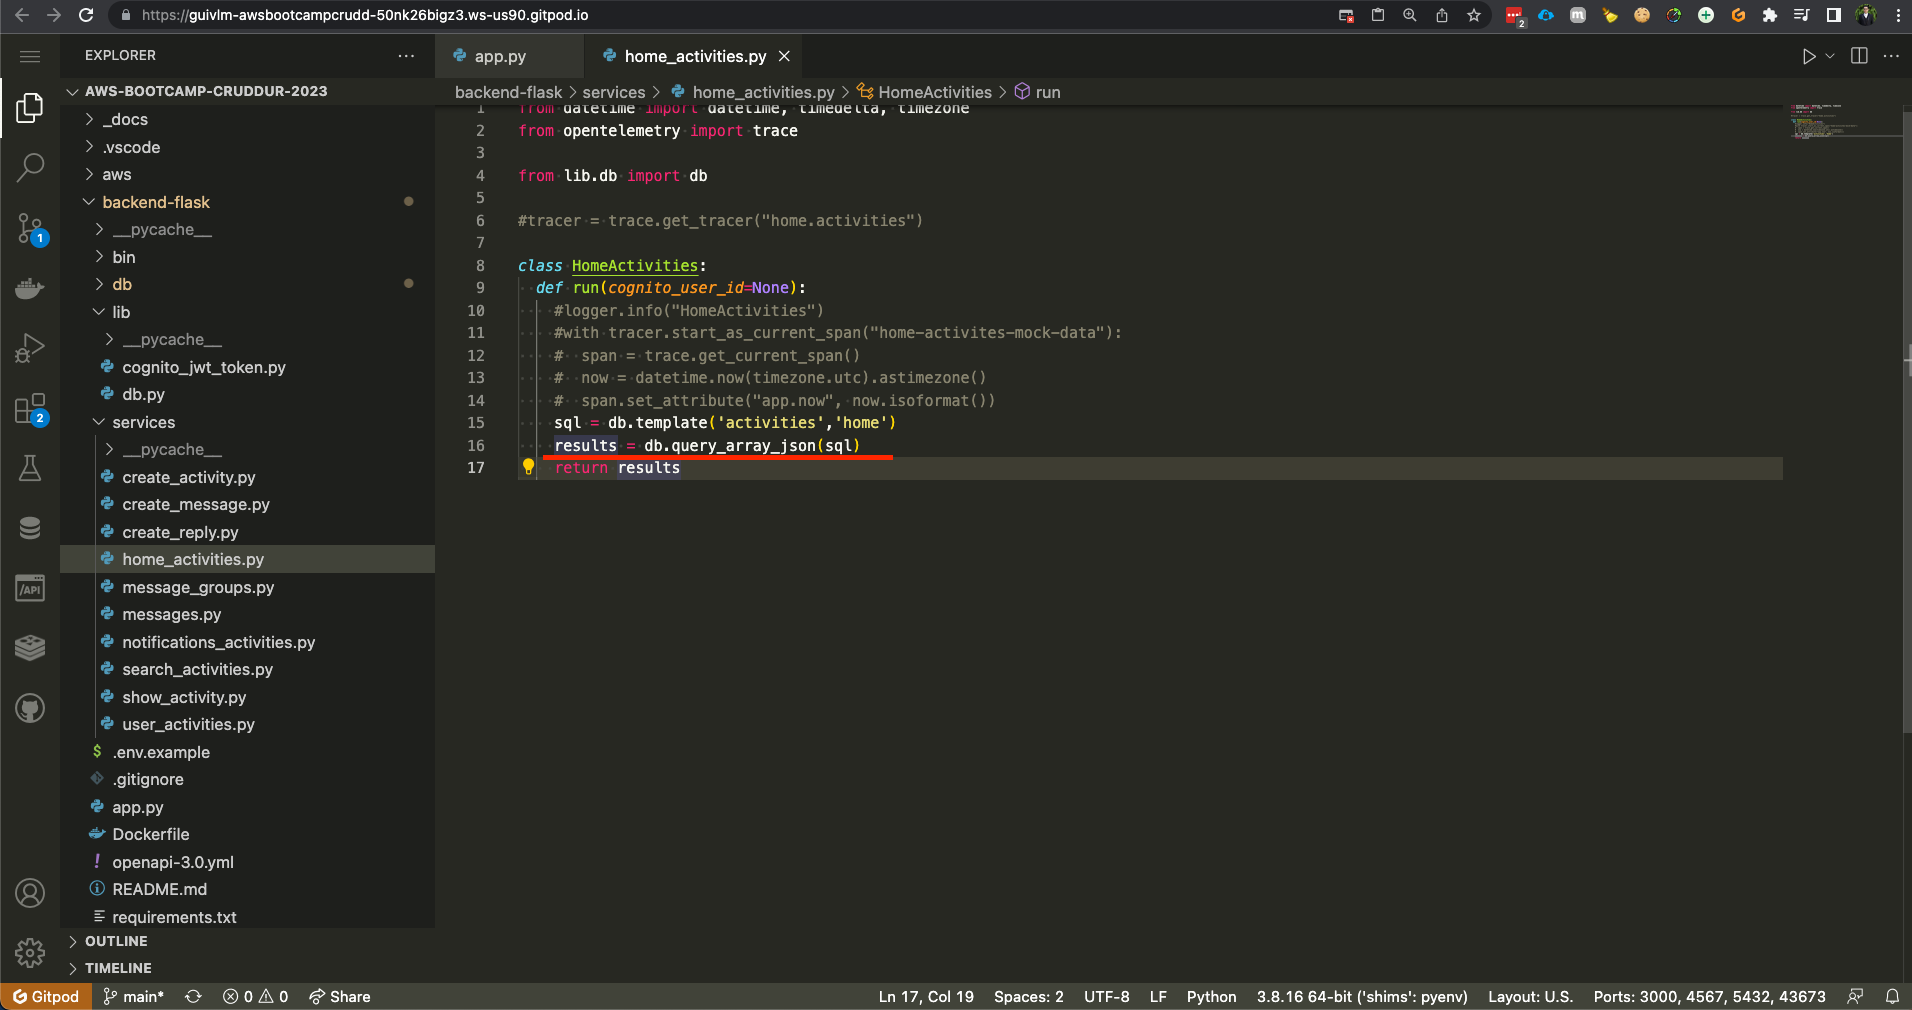 https://guivlm-awsbootcampcrudd-50nk26bigz3.ws-us90.gitpod.io
2
EXPLORER
app.py
home_activities.py
AWS-BOOTCAMP-CRUDDUR-2023
_docs
.vscode
aws
backend-flask
__pycache__
bin
db
lib
__pycache__
cognito_jwt_token.py
db.py
services
__pycache__
create_activity.py
create_message.py
create_reply.py
home_activities.py
message_groups.py
messages.py
notifications_activities.py
search_activities.py
show_activity.py
user_activities.py
$ .env.example
.gitignore
app.py
Dockerfile
! openapi-3.0.yml
README.md
requirements.txt
OUTLINE
TIMELINE
1
2
/API
backend-flask > services > home_activities.py > HomeActivities > run
1 from datetime import datetime, timedelta, timezone
2 from opentelemetry import trace
3
4 from lib.db import db
5
6 #tracer = trace.get_tracer("home.activities")
7
8 class HomeActivities:
9 def run(cognito_user_id=None):
10 #logger.info("HomeActivities")
11 #with tracer.start_as_current_span("home-activites-mock-data"):
12 # span = trace.get_current_span()
13 # now = datetime.now(timezone.utc).astimezone()
14 # span.set_attribute("app.now", now.isoformat())
15 sql = db.template('activities','home')
16 results = db.query_array_json(sql)
17 return results
Gitpod main* 0 0 Share Ln 17, Col 19 Spaces: 2 UTF-8 LF Python 3.8.16 64-bit ('shims': pyenv) Layout: U.S. Ports: 3000, 4567, 5432, 43673